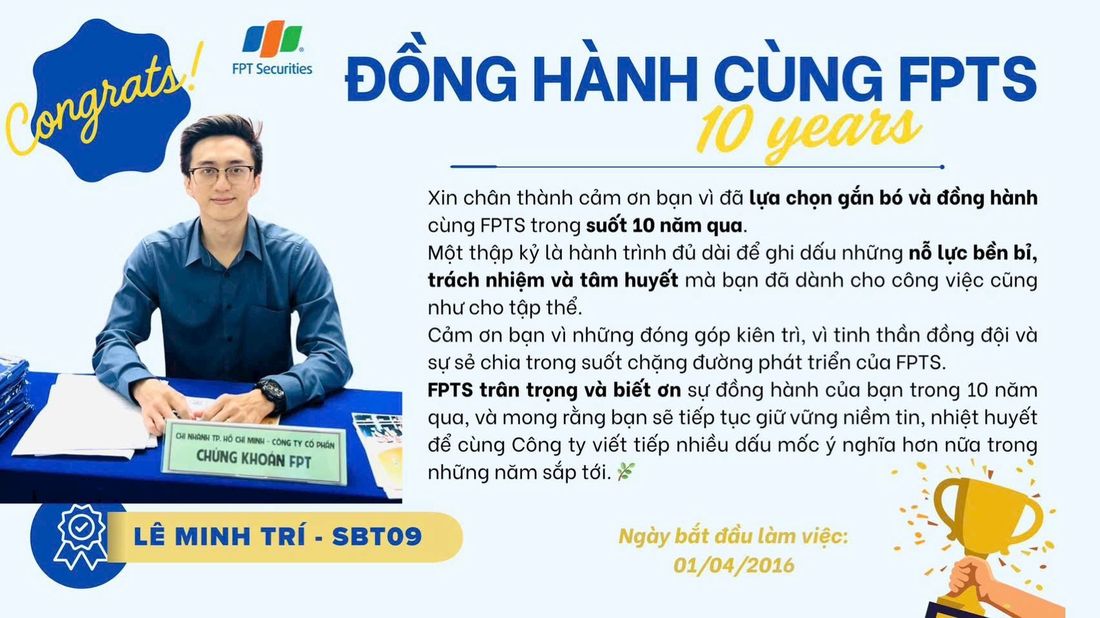 Congrats!
FPT Securities
ĐỒNG HÀNH CÙNG FPTS
10 years
Xin chân thành cảm ơn bạn vì đã lựa chọn gắn bó và đồng hành
cùng FPTS trong suốt 10 năm qua.
Một thập kỷ là hành trình đủ dài để ghi dấu những nỗ lực bền bỉ,
trách nhiệm và tâm huyết mà bạn đã dành cho công việc cũng
như cho tập thể.
Cảm ơn bạn vì những đóng góp kiên trì, vì tinh thần đồng đội và
sự sẻ chia trong suốt chặng đường phát triển của FPTS.
FPTS trân trọng và biết ơn sự đồng hành của bạn trong 10 năm
qua, và mong rằng bạn sẽ tiếp tục giữ vững niềm tin, nhiệt huyết
để cùng Công ty viết tiếp nhiều dấu mốc ý nghĩa hơn nữa trong
những năm sắp tới. 🌿
CHI NHÁNH TP. HỒ CHÍ MINH - CÔNG TY CỔ PHẦN
CHỨNG KHOÁN FPT
LÊ MINH TRÍ - SBT09
Ngày bắt đầu làm việc:
01/04/2016